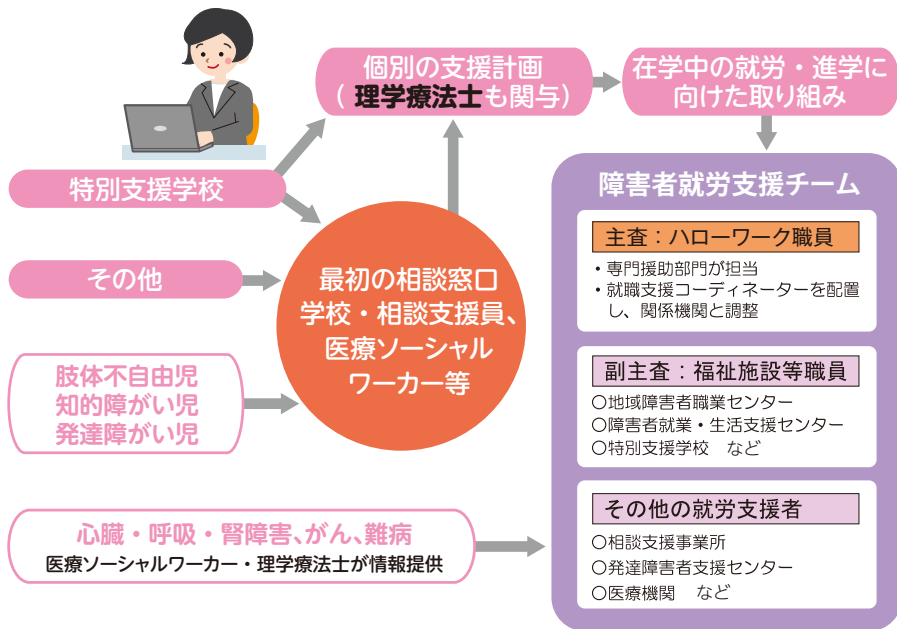 個別の支援計画
( 理学療法士も関与)
在学中の就労・進学に
向けた取り組み
特別支援学校
その他
肢体不自由児
知的障がい児
発達障がい児
最初の相談窓口
学校・相談支援員、
医療ソーシャル
ワーカー等
心臓・呼吸・腎障害、がん、難病
医療ソーシャルワーカー・理学療法士が情報提供
障害者就労支援チーム
主査：ハローワーク職員
・専門援助部門が担当
・就職支援コーディネーターを配置
し、関係機関と調整
副主査：福祉施設等職員
○地域障害者職業センター
○障害者就業・生活支援センター
○特別支援学校 など
その他の就労支援者
○相談支援事業所
○発達障害者支援センター
○医療機関 など